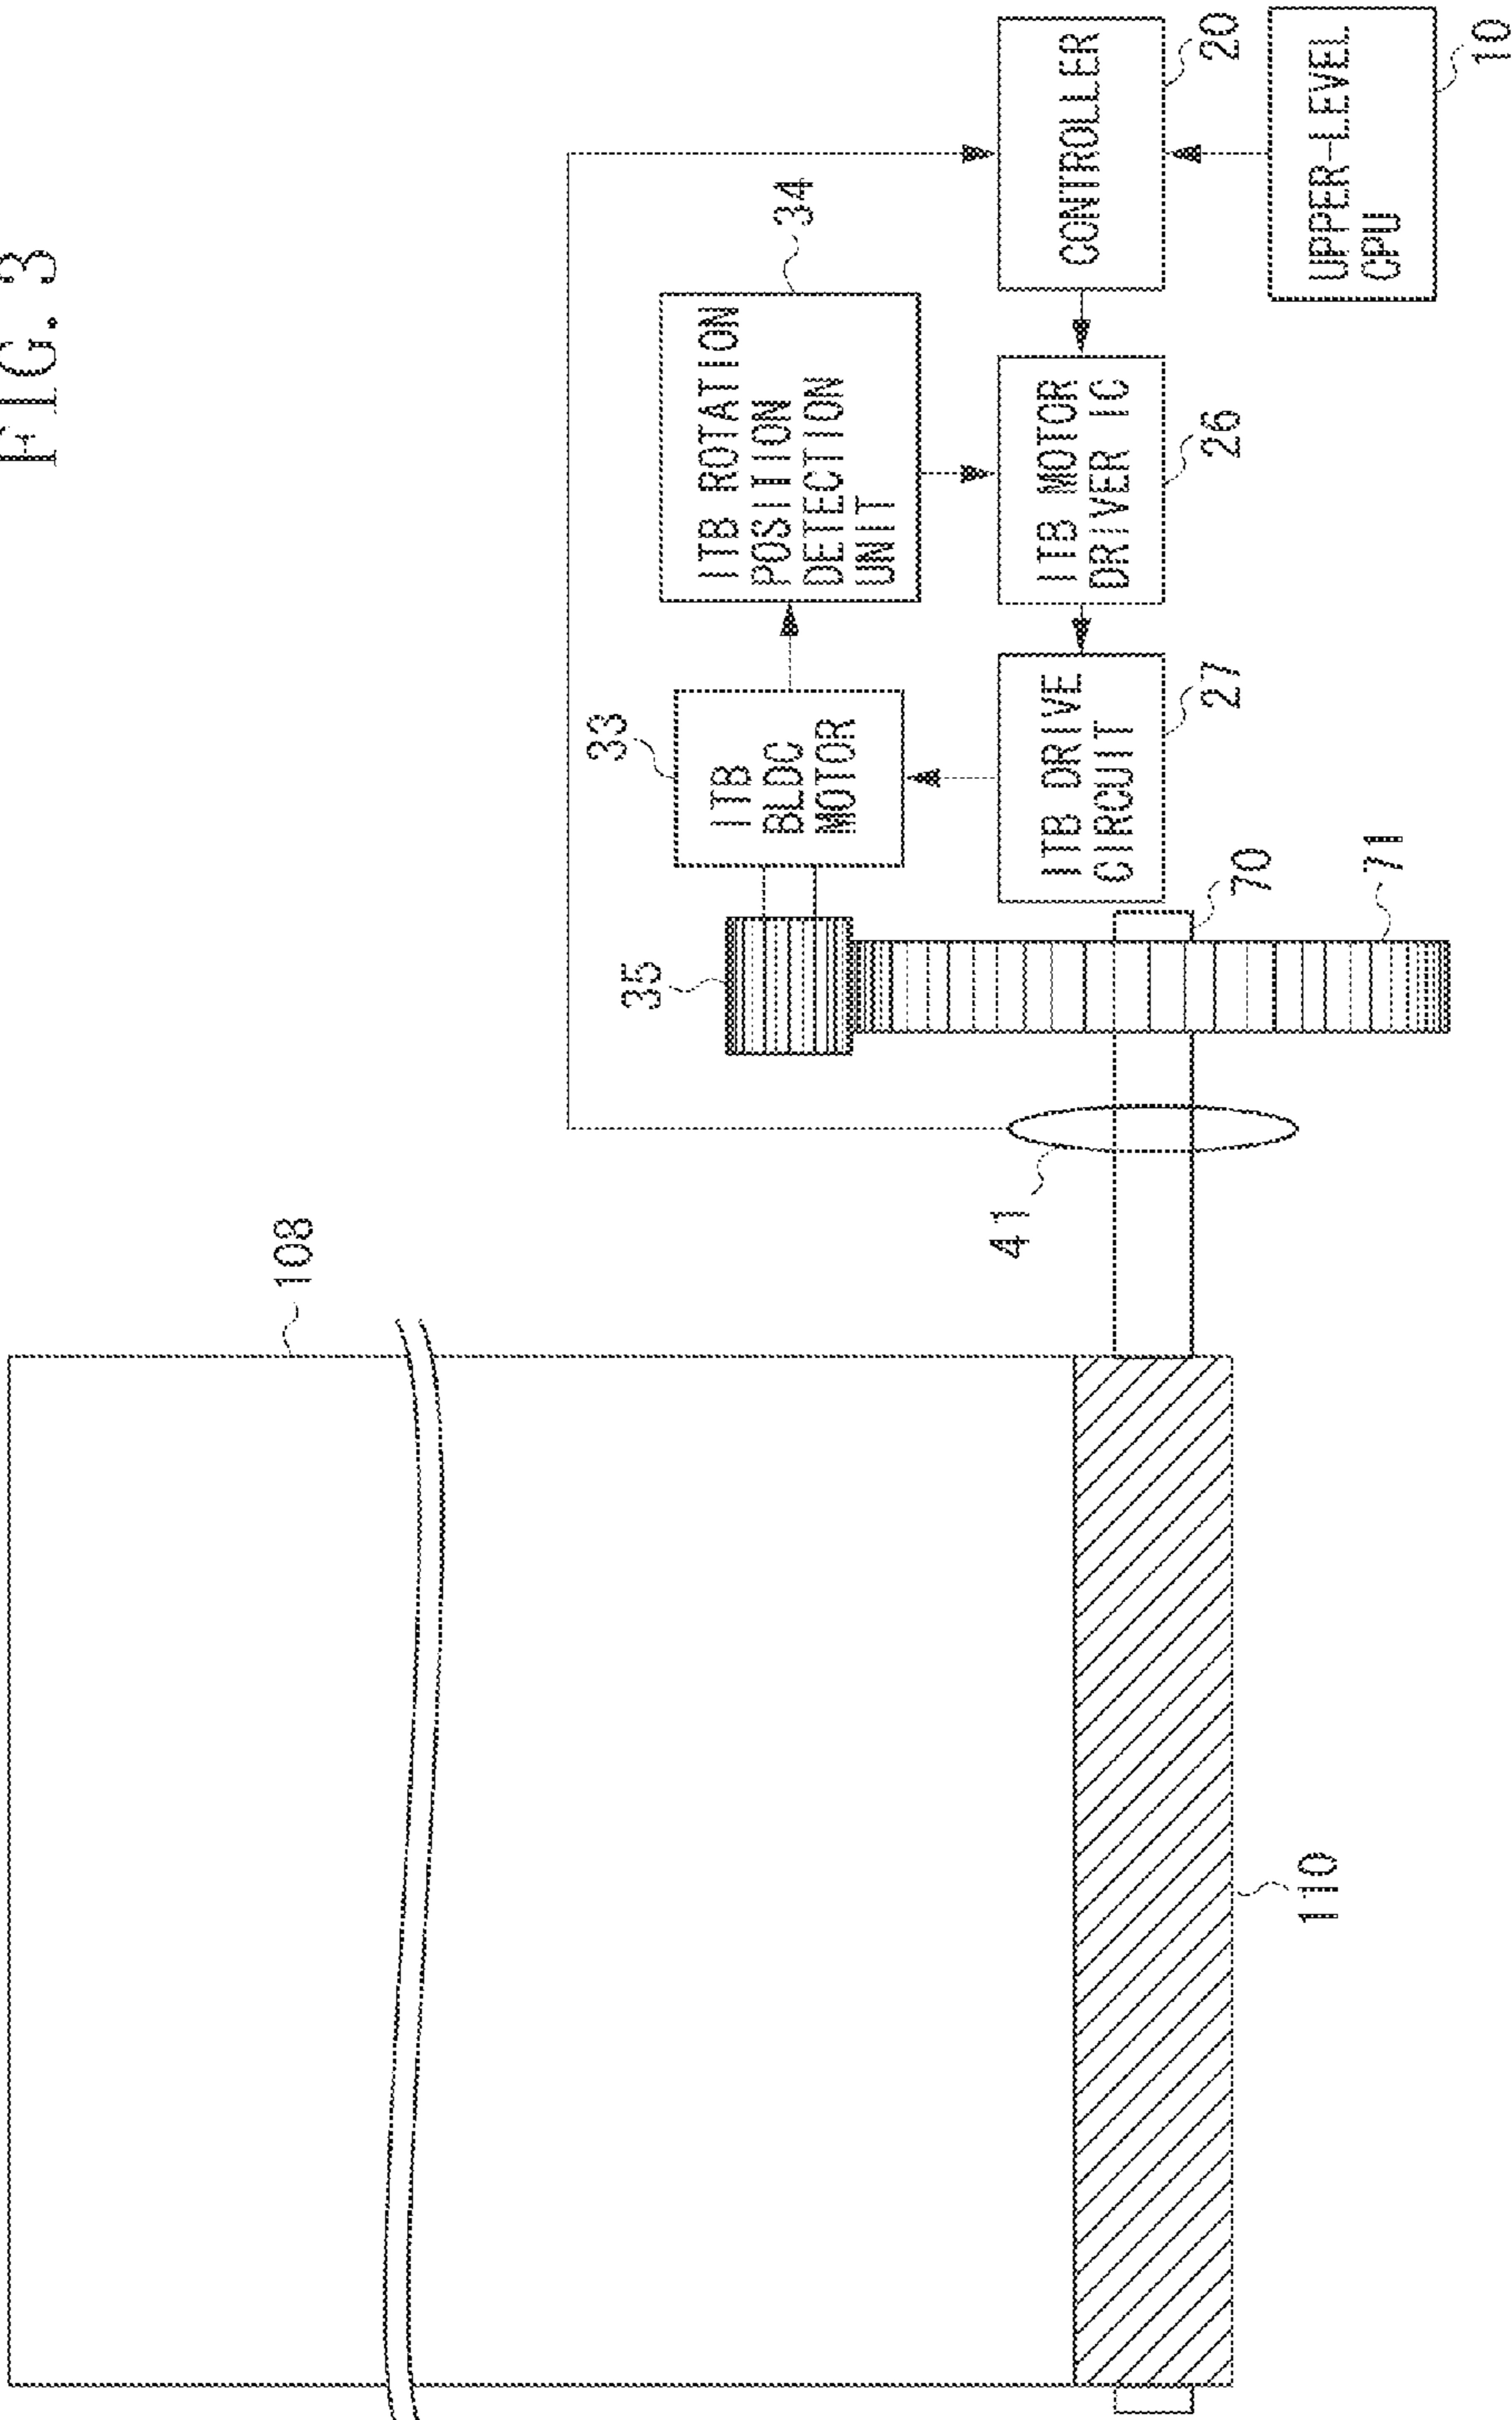 FIG. 3
108
33
34
35
ITB
BLDC
MOTOR
ITB ROTATION
POSITION
DETECTION
UNIT
41
ITB DRIVE
CIRCUIT
ITB MOTOR
DRIVER IC
CONTROLLER
27
26
20
70
71
UPPER-LEVEL
CPU
10
110